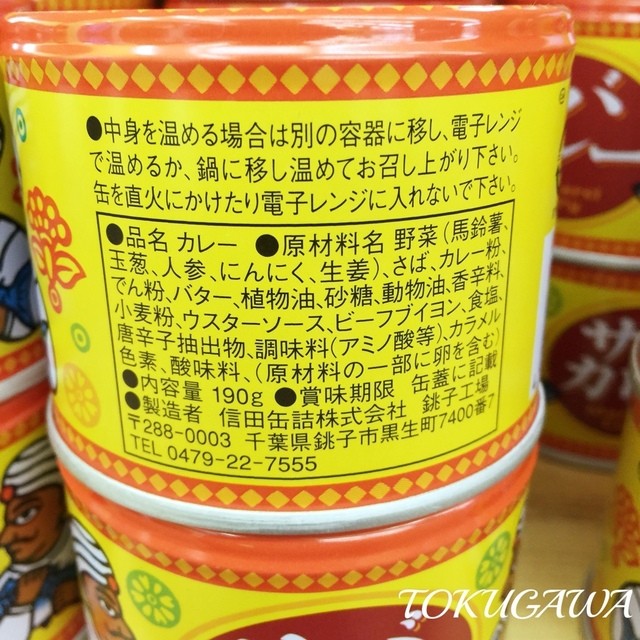 ●中身を温める場合は別の容器に移し、電子レンジ
で温めるか、鍋に移し温めてお召し上がり下さい。
缶を直火にかけたり電子レンジに入れないで下さい。
●品名 カレー ●原材料名 野菜(馬鈴薯、
玉葱、人参、にんにく、生姜)、さば、カレー粉、
でん粉、バター、植物油、砂糖、動物油、香辛料、
小麦粉、ウスターソース、ビーフブイヨン、食塩、
唐辛子抽出物、調味料(アミノ酸等)、カラメル
色素、酸味料、(原材料の一部に卵を含む)
●内容量 190g ●賞味期限 缶蓋に記載
●製造者 信田缶詰株式会社 銚子工場
〒288-0003 千葉県銚子市黒生町7400番7
TEL 0479-22-7555
サ
カ
バ
レー
TOKUGAWA